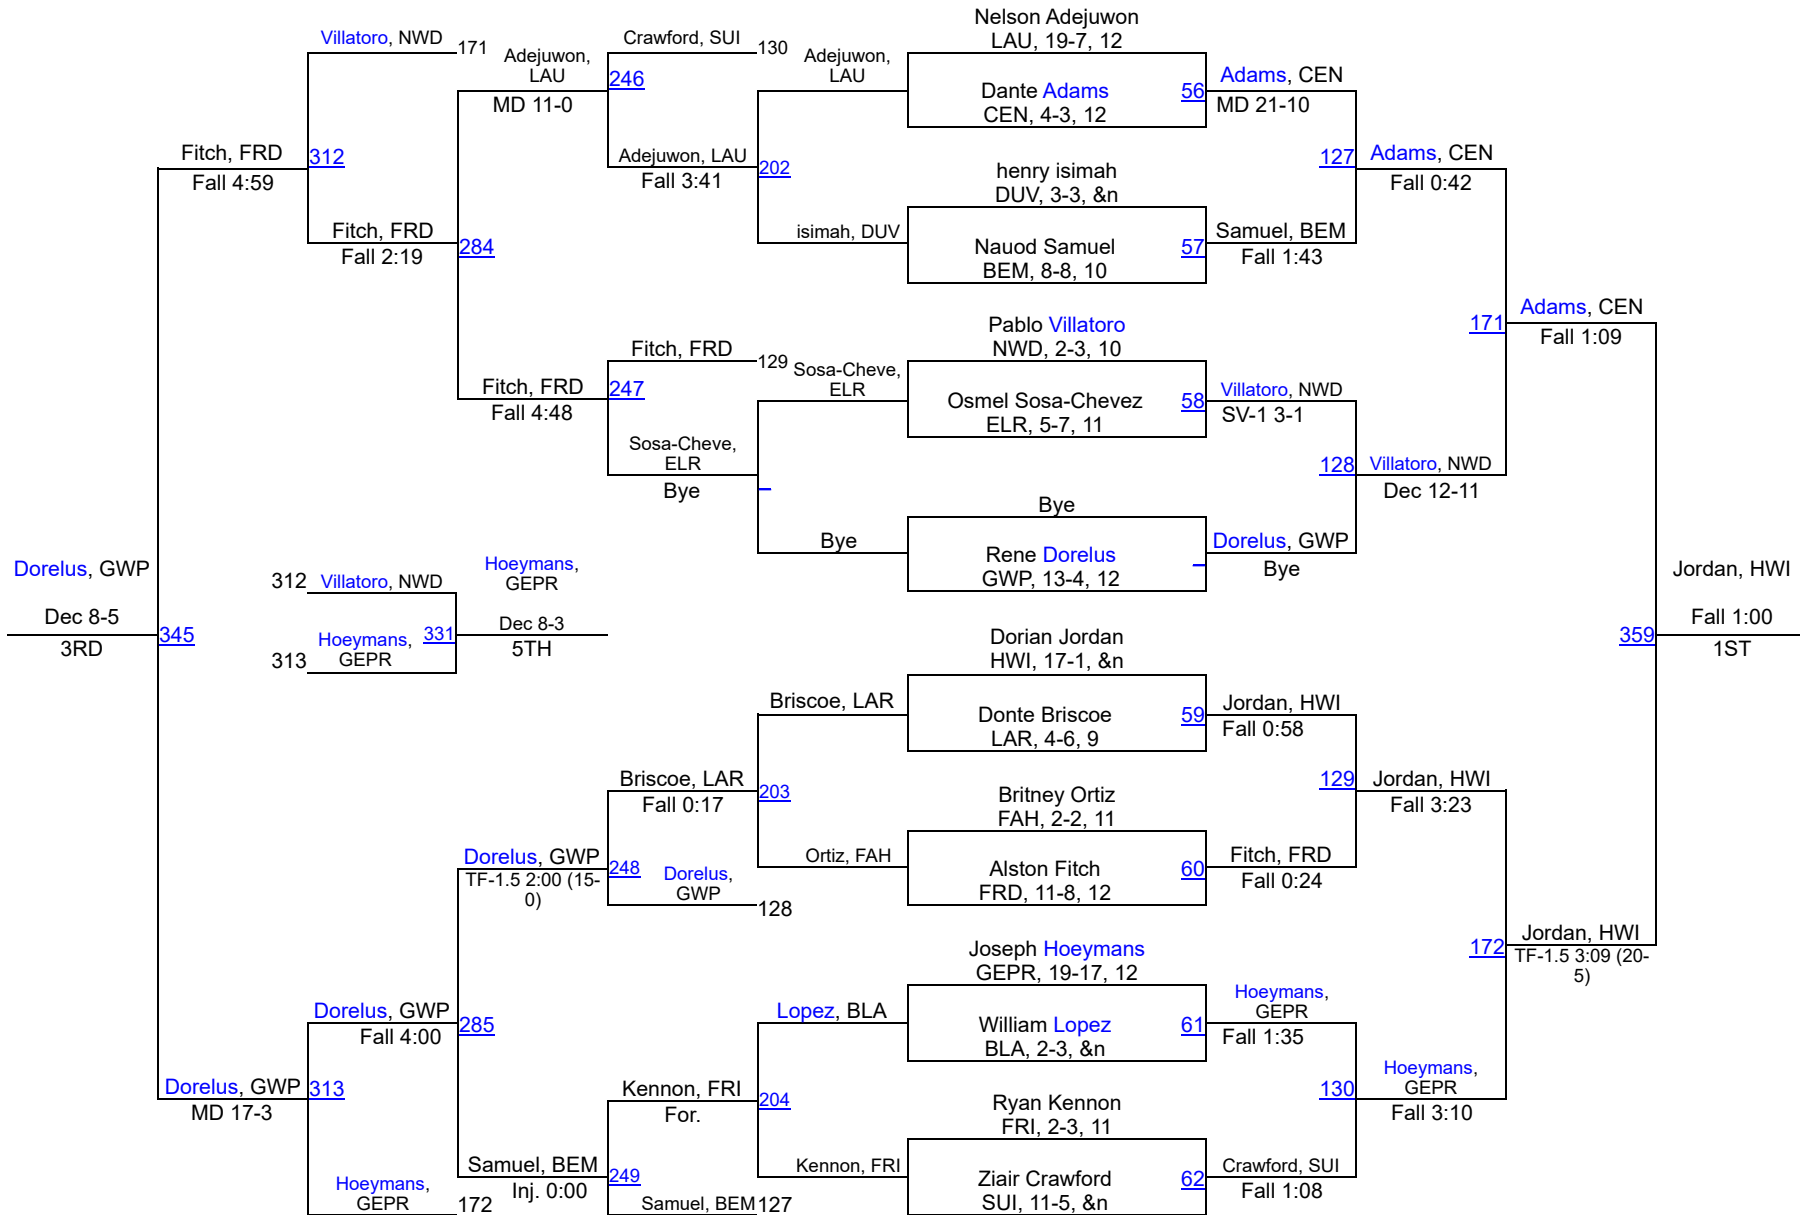 Nelson Adejuwon
LAU, 19-7, 12
Dante Adams
CEN, 4-3, 12
56
henry isimah
DUV, 3-3, &n
Nauod Samuel
BEM, 8-8, 10
57
Pablo Villatoro
NWD, 2-3, 10
Osmel Sosa-Chevez
ELR, 5-7, 11
58
Bye
Rene Dorelus
GWP, 13-4, 12
Dorian Jordan
HWI, 17-1, &n
Donte Briscoe
LAR, 4-6, 9
59
Britney Ortiz
FAH, 2-2, 11
Alston Fitch
FRD, 11-8, 12
60
Joseph Hoeymans
GEPR, 19-17, 12
William Lopez
BLA, 2-3, &n
61
Ryan Kennon
FRI, 2-3, 11
Ziair Crawford
SUI, 11-5, &n
62
Adams, CEN
MD 21-10
Samuel, BEM
Fall 1:43
Villatoro, NWD
SV-1 3-1
Dorelus, GWP
Bye
Jordan, HWI
Fall 0:58
Fitch, FRD
Fall 0:24
Hoeymans,
GEPR
Fall 1:35
Crawford, SUI
Fall 1:08
127
Adams, CEN
Fall 0:42
128
Villatoro, NWD
Dec 12-11
129
Jordan, HWI
Fall 3:23
130
Hoeymans,
GEPR
Fall 3:10
171
Adams, CEN
Fall 1:09
172
Jordan, HWI
TF-1.5 3:09 (20-
5)
359
Jordan, HWI
Fall 1:00
1ST
Adejuwon,
LAU
isimah, DUV
Sosa-Cheve,
ELR
Bye
Briscoe, LAR
Ortiz, FAH
Lopez, BLA
Kennon, FRI
Crawford, SUI
130
Adejuwon, LAU
Fall 3:41
202
Fitch, FRD
129
Sosa-Cheve,
ELR
Bye
Briscoe, LAR
Fall 0:17
203
Dorelus,
GWP
128
Kennon, FRI
For.
204
Samuel, BEM
127
Adejuwon,
LAU
MD 11-0
246
Fitch, FRD
Fall 4:48
247
Dorelus, GWP
TF-1.5 2:00 (15-
0)
248
Samuel, BEM
Inj. 0:00
249
Villatoro, NWD
171
Fitch, FRD
Fall 2:19
284
Dorelus, GWP
Fall 4:00
285
Hoeymans,
GEPR
172
Fitch, FRD
Fall 4:59
312
Dorelus, GWP
MD 17-3
313
Dorelus, GWP
Dec 8-5
3RD
345
312
Villatoro, NWD
313
Hoeymans,
GEPR
331
Hoeymans,
GEPR
Dec 8-3
5TH